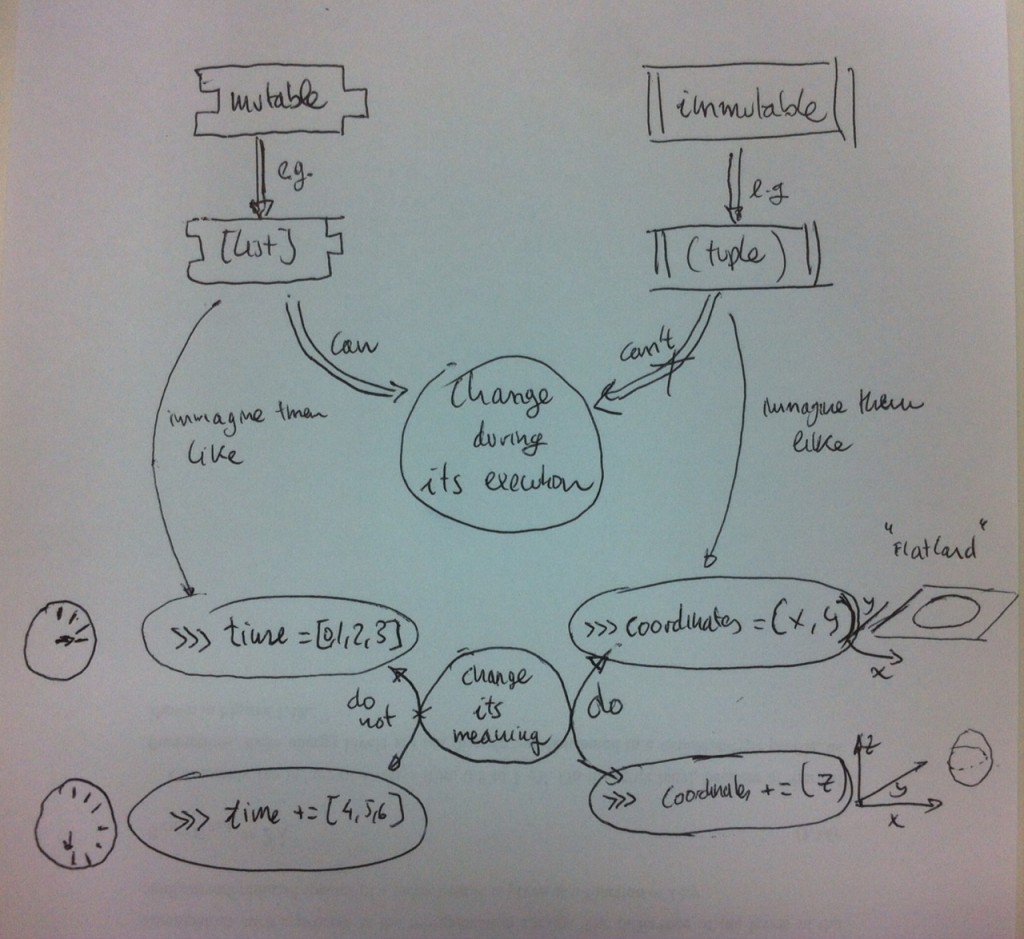 mutable
immutable
e.g.
e.g
[list]
(tuple)
can
can't
change
during
its execution
immagine them
like
immagine them
like
"Flatland"
>>> time = [0,1,2,3]
>>> coordinates = (x, y)
y
x
change
its
meaning
do
not
do
>>> time += [4,5,6]
>>> coordinates += (z)
z
y
x